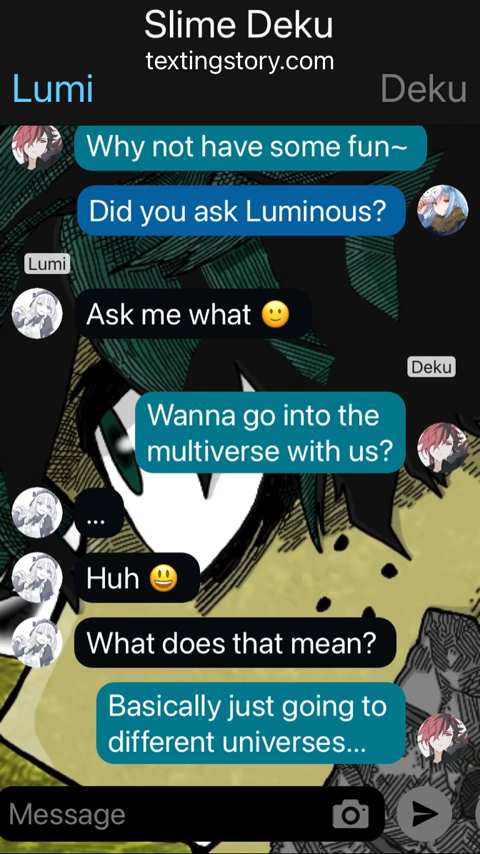 Slime Deku
textingstory.com
Lumi
Deku
Why not have some fun~
Did you ask Luminous?
Lumi
Ask me what 🙂
Deku
Wanna go into the
multiverse with us?
...
Huh 😃
What does that mean?
Basically just going to
different universes...
Message